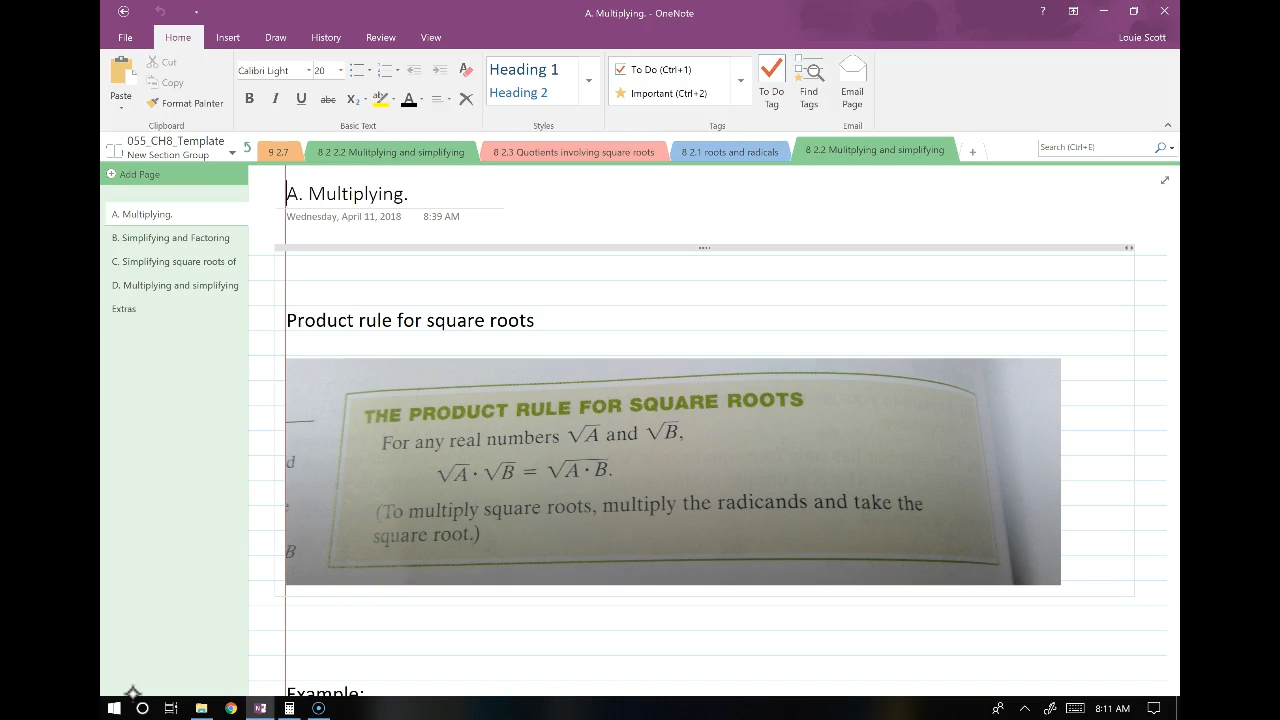 A. Multiplying. - OneNote
?
File
Home
Insert
Draw
History
Review
View
Louie Scott
Paste
Cut
Copy
Format Painter
Clipboard
Calibri Light
20
B I U abc X₂ A
Basic Text
Heading 1
Heading 2
Styles
To Do (Ctrl+1)
Important (Ctrl+2)
Tags
To Do
Tag
Find
Tags
Email
Page
Email
055_CH8_Template
New Section Group
9 2.7
8 2.2.2 Mulitplying and simplifying
8 2.3 Quotients involving square roots
8 2.1 roots and radicals
8 2.2 Mulitplying and simplifying
Search (Ctrl+E)
Add Page
A. Multiplying.
B. Simplifying and Factoring
C. Simplifying square roots of
D. Multiplying and simplifying
Extras
A. Multiplying.
Wednesday, April 11, 2018 8:39 AM
Product rule for square roots
d
B
THE PRODUCT RULE FOR SQUARE ROOTS
For any real numbers √A and √B,
√A · √B = √A · B.
(To multiply square roots, multiply the radicands and take the
square root.)
Example:
8:11 AM